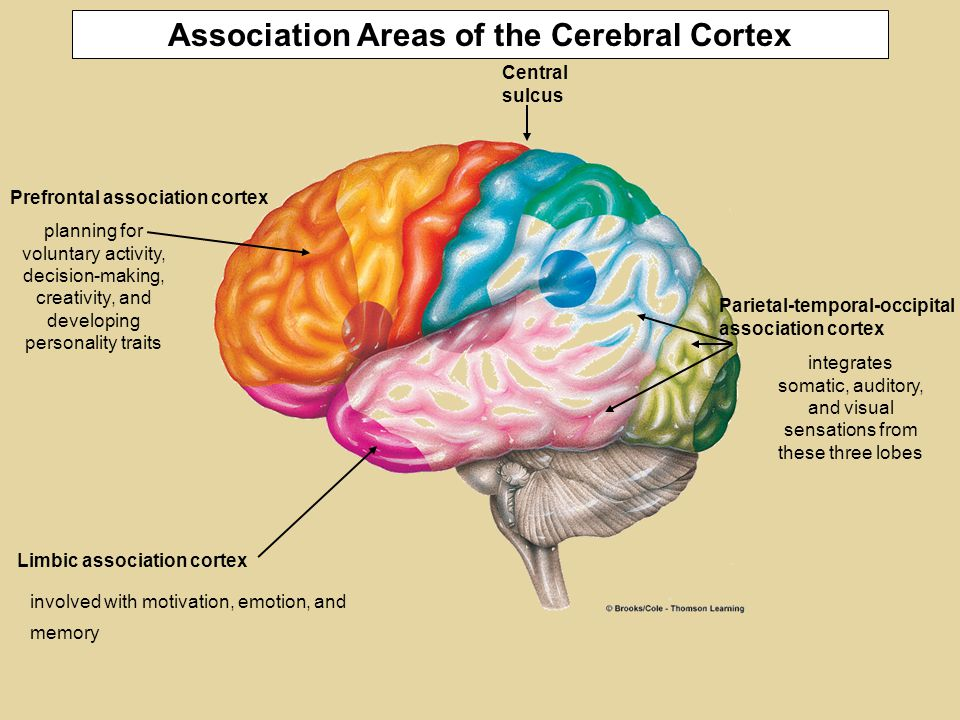 Association Areas of the Cerebral Cortex
Central
sulcus
Prefrontal association cortex
planning for
voluntary activity,
decision-making,
creativity, and
developing
personality traits
Parietal-temporal-occipital
association cortex
integrates
somatic, auditory,
and visual
sensations from
these three lobes
Limbic association cortex
involved with motivation, emotion, and
memory
© Brooks/Cole - Thomson Learning